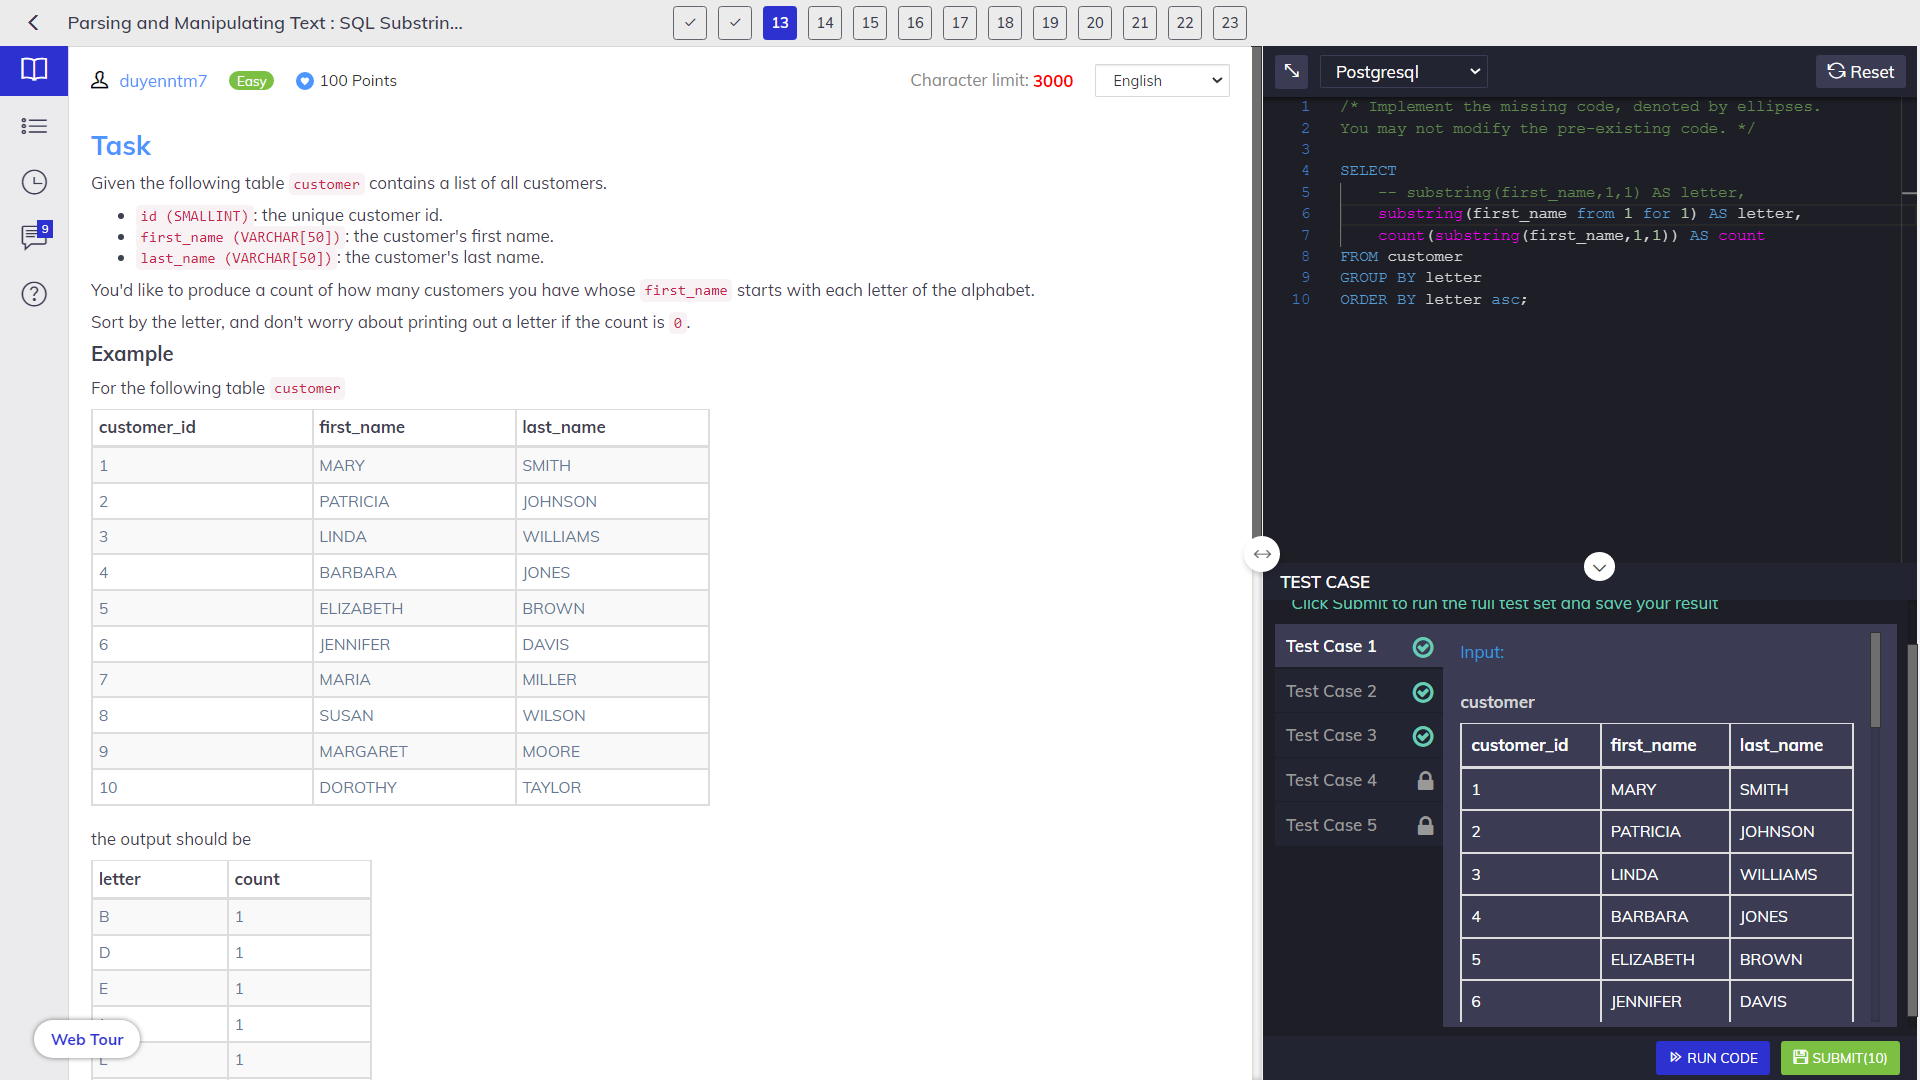 Parsing and Manipulating Text : SQL Substrin...
13 14 15 16 17 18 19 20 21 22 23
duyenntm7 Easy 100 Points Character limit: 3000 English
Task
Given the following table customer contains a list of all customers.
id (SMALLINT) : the unique customer id.
first_name (VARCHAR[50]) : the customer's first name.
last_name (VARCHAR[50]) : the customer's last name.
You'd like to produce a count of how many customers you have whose first_name starts with each letter of the alphabet.
Sort by the letter, and don't worry about printing out a letter if the count is 0 .
Example
For the following table customer
customer_id first_name last_name
1 MARY SMITH
2 PATRICIA JOHNSON
3 LINDA WILLIAMS
4 BARBARA JONES
5 ELIZABETH BROWN
6 JENNIFER DAVIS
7 MARIA MILLER
8 SUSAN WILSON
9 MARGARET MOORE
10 DOROTHY TAYLOR
the output should be
letter count
B 1
D 1
E 1
1
L 1
9
Web Tour
Postgresql Reset
1 /* Implement the missing code, denoted by ellipses.
2 You may not modify the pre-existing code. */
3
4 SELECT
5 -- substring(first_name,1,1) AS letter,
6 substring(first_name from 1 for 1) AS letter,
7 count(substring(first_name,1,1)) AS count
8 FROM customer
9 GROUP BY letter
10 ORDER BY letter asc;
TEST CASE
Click Submit to run the full test set and save your result
Test Case 1
Test Case 2
Test Case 3
Test Case 4
Test Case 5
Input:
customer
customer_id first_name last_name
1 MARY SMITH
2 PATRICIA JOHNSON
3 LINDA WILLIAMS
4 BARBARA JONES
5 ELIZABETH BROWN
6 JENNIFER DAVIS
RUN CODE SUBMIT(10)